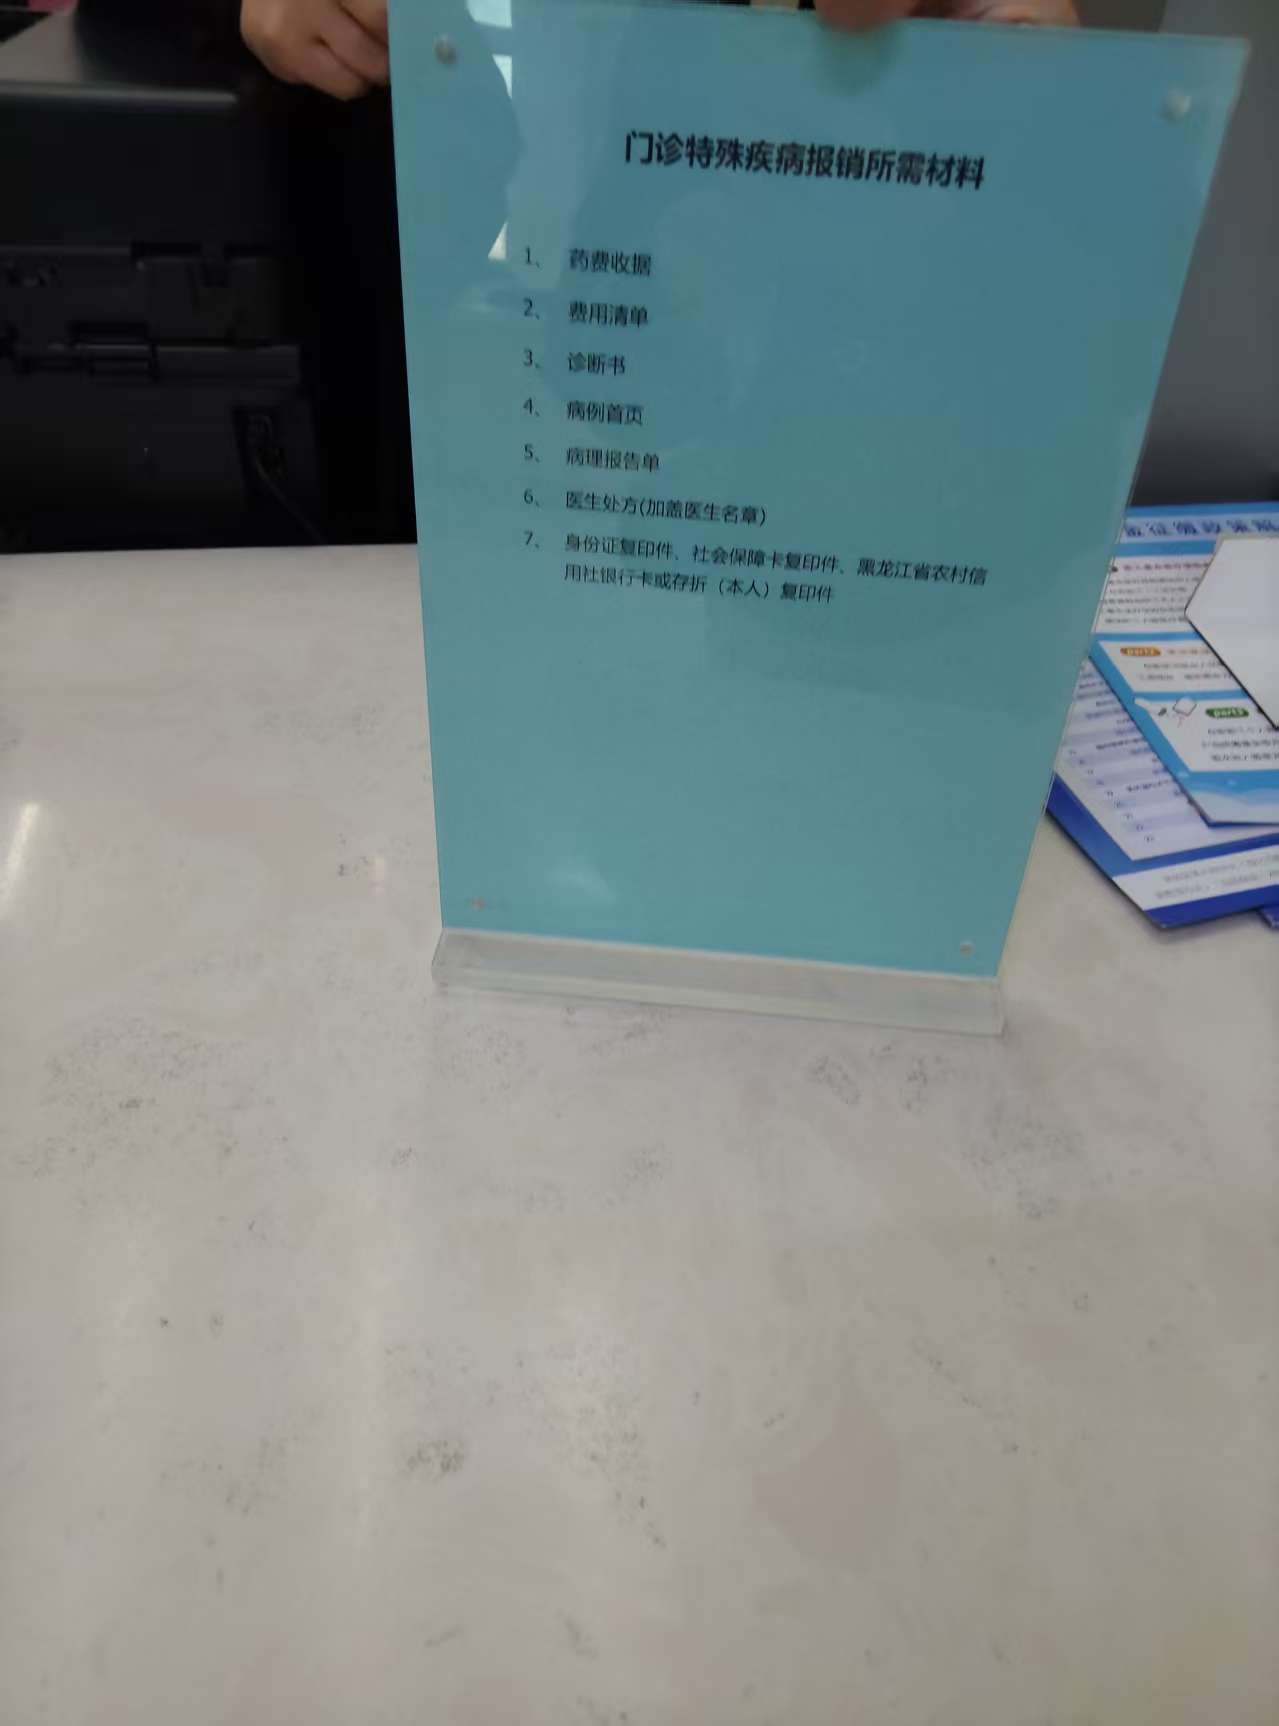 门诊特殊疾病报销所需材料
1、 药费收据
2、 费用清单
3、 诊断书
4、 病例首页
5、 病理报告单
6、 医生处方(加盖医生名章)
7、 身份证复印件、社会保障卡复印件、黑龙江省农村信
用社银行卡或存折（本人）复印件
part2
part3